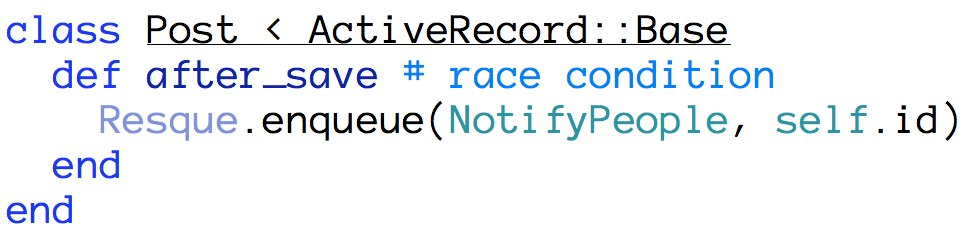 class Post < ActiveRecord::Base
  def after_save # race condition
    Resque.enqueue(NotifyPeople, self.id)
  end
end